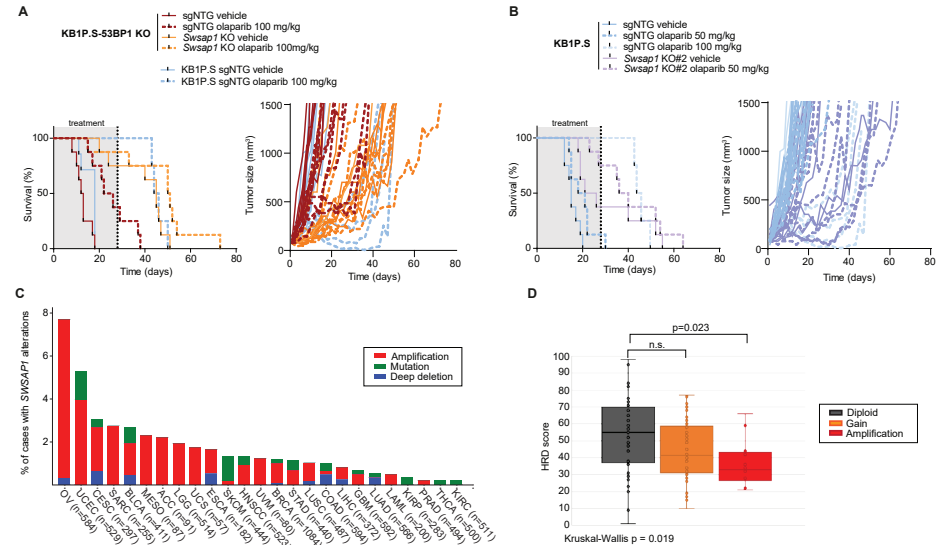 A
KB1P.S-53BP1 KO
sgNTG vehicle
sgNTG olaparib 100 mg/kg
Swsap1 KO vehicle
Swsap1 KO olaparib 100mg/kg
KB1P.S sgNTG vehicle
KB1P.S sgNTG olaparib 100 mg/kg
treatment
Survival (%)
100
50
0
0 20 40 60 80
Time (days)
Tumor size (mm³)
1500
1000
500
0
0 20 40 60 80
Time (days)
B
KB1P.S
sgNTG vehicle
sgNTG olaparib 50 mg/kg
sgNTG olaparib 100 mg/kg
Swsap1 KO#2 vehicle
Swsap1 KO#2 olaparib 50 mg/kg
treatment
Survival (%)
100
50
0
0 20 40 60 80
Time (days)
Tumor size (mm³)
1500
1000
500
0
0 20 40 60 80
Time (days)
C
% of cases with SWSAP1 alterations
8
6
4
2
Amplification
Mutation
Deep deletion
OV (n=584)
UCEC (n=529)
CESC (n=297)
SARC (n=255)
BLCA (n=411)
MESO (n=87)
ACC (n=91)
LGG (n=514)
UCS (n=57)
ESCA (n=182)
SKCM (n=444)
HNSCC (n=523)
UVM (n=80)
BRCA (n=1084)
STAD (n=440)
LUSC (n=487)
COAD (n=594)
LIHC (n=372)
GBM (n=592)
LUAD (n=566)
LAML (n=200)
KIRP (n=283)
PRAD (n=494)
THCA (n=500)
KIRC (n=511)
D
p=0.023
n.s.
HRD score
100
90
80
70
60
50
40
30
20
10
0
Diploid
Gain
Amplification
Kruskal-Wallis p = 0.019